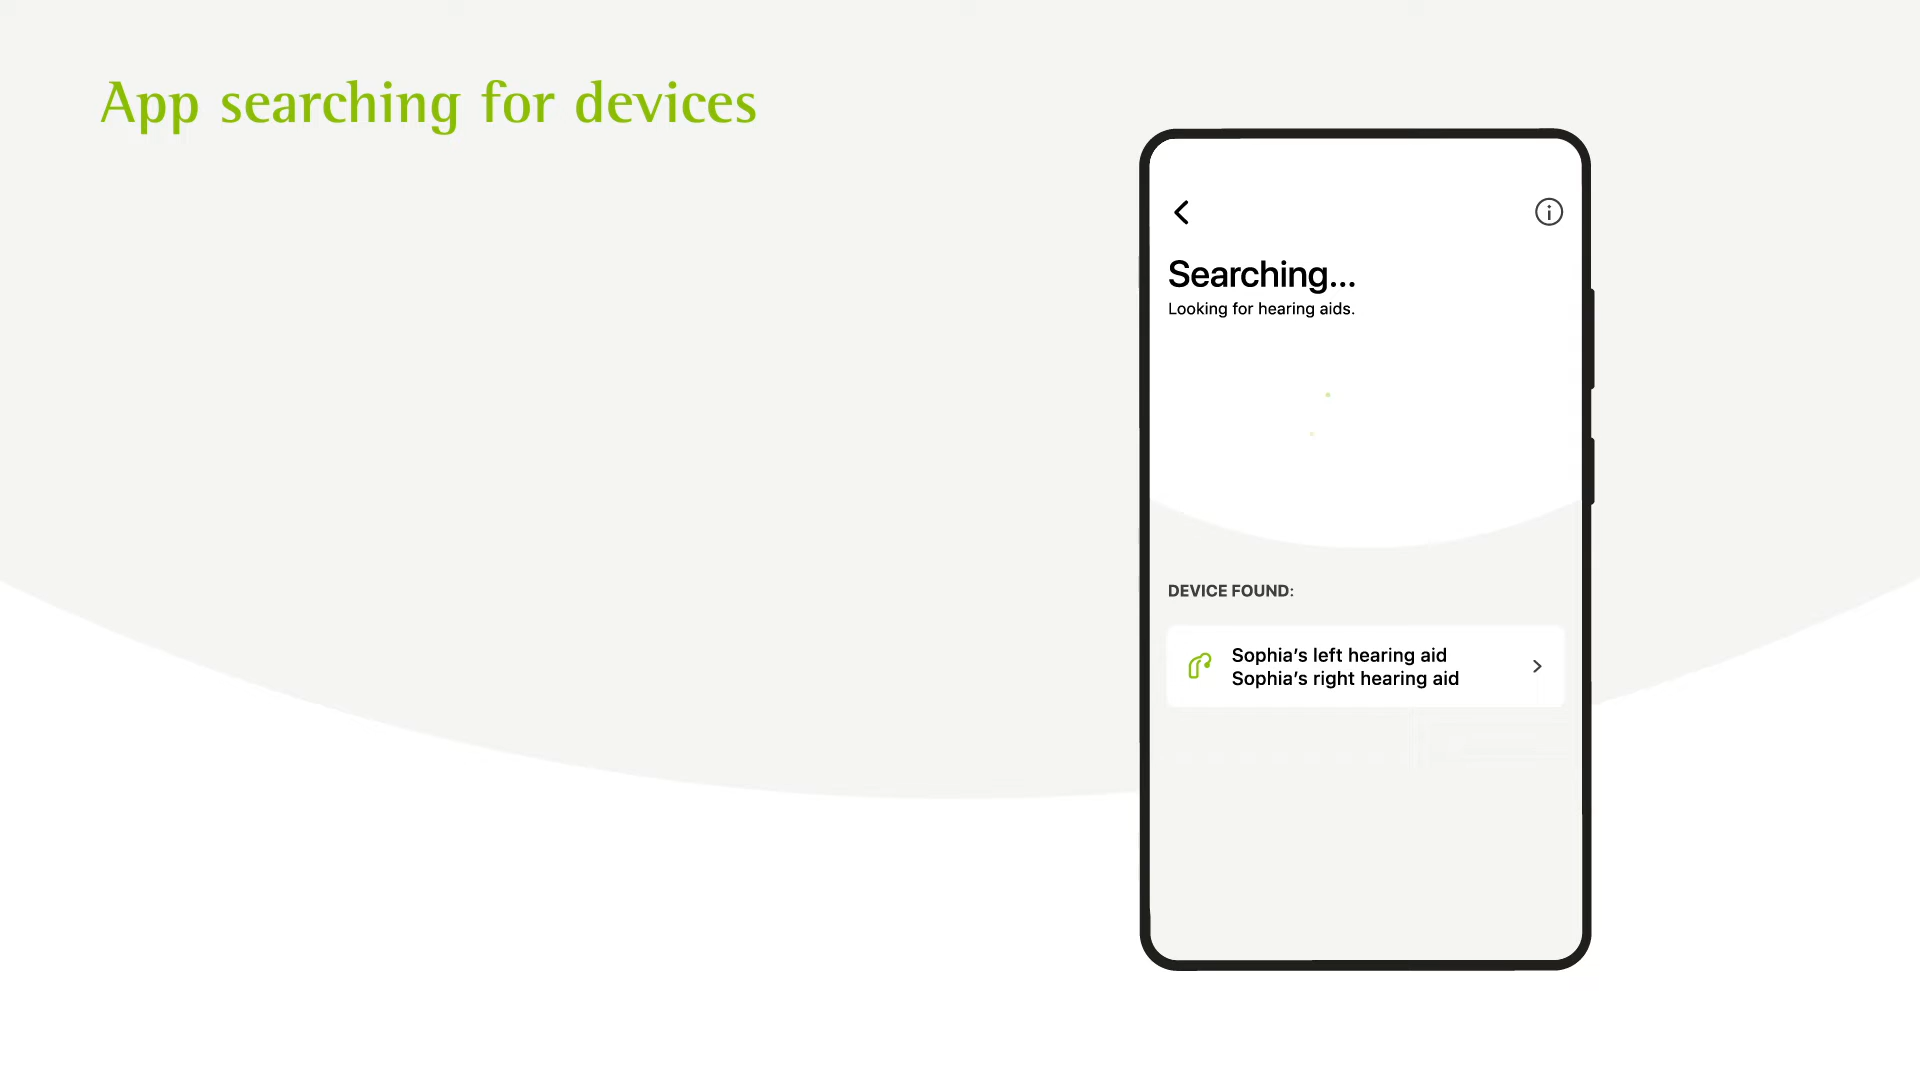 App searching for devices
Searching...
Looking for hearing aids.
DEVICE FOUND:
Sophia’s left hearing aid
Sophia’s right hearing aid